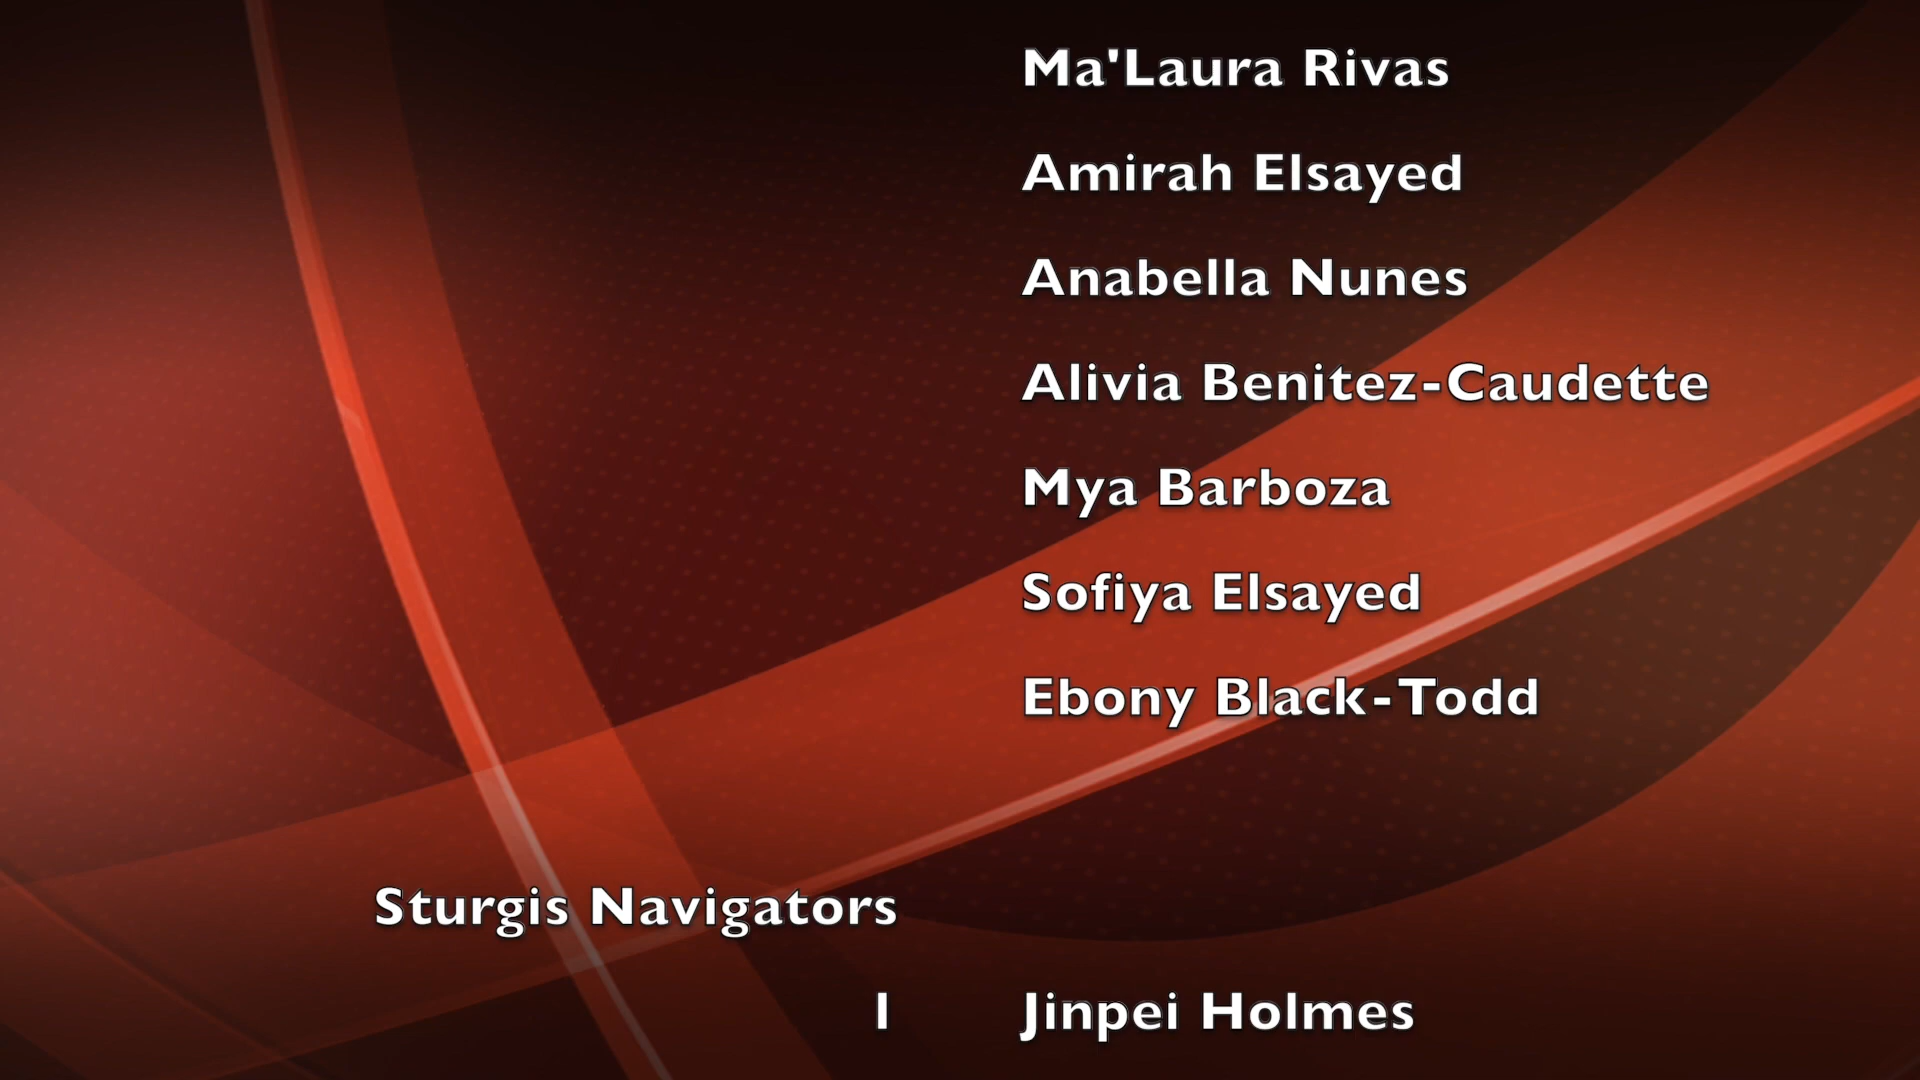 Ma'Laura Rivas
Amirah Elsayed
Anabella Nunes
Alivia Benitez-Caudette
Mya Barboza
Sofiya Elsayed
Ebony Black-Todd
Sturgis Navigators
1 Jinpei Holmes